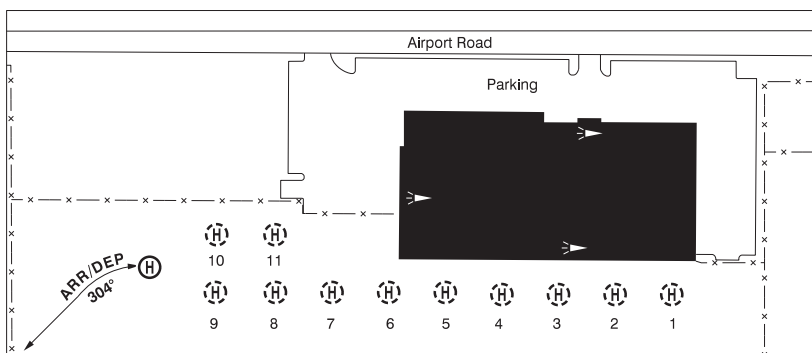 Airport Road
Parking
H H
10 11
ARR/DEP
304°
H
H H H H H H H H H
9 8 7 6 5 4 3 2 1